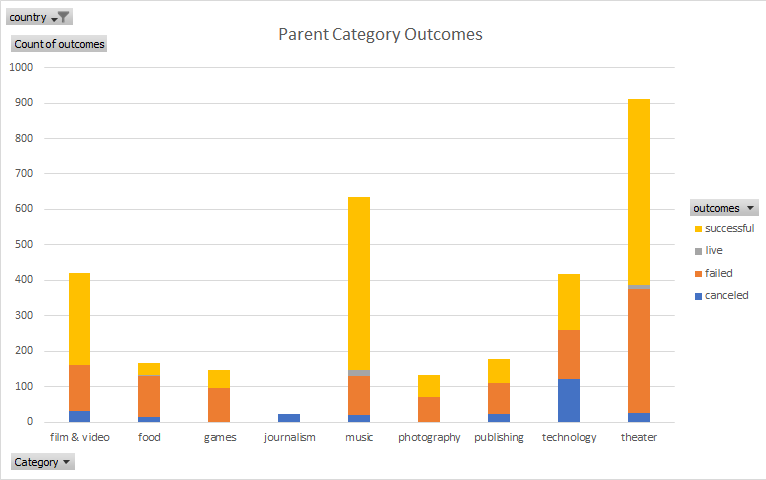 country
Count of outcomes
Parent Category Outcomes
1000
900
800
700
600
500
400
300
200
100
0
film & video food games journalism music photography publishing technology theater
outcomes
successful
live
failed
canceled
Category